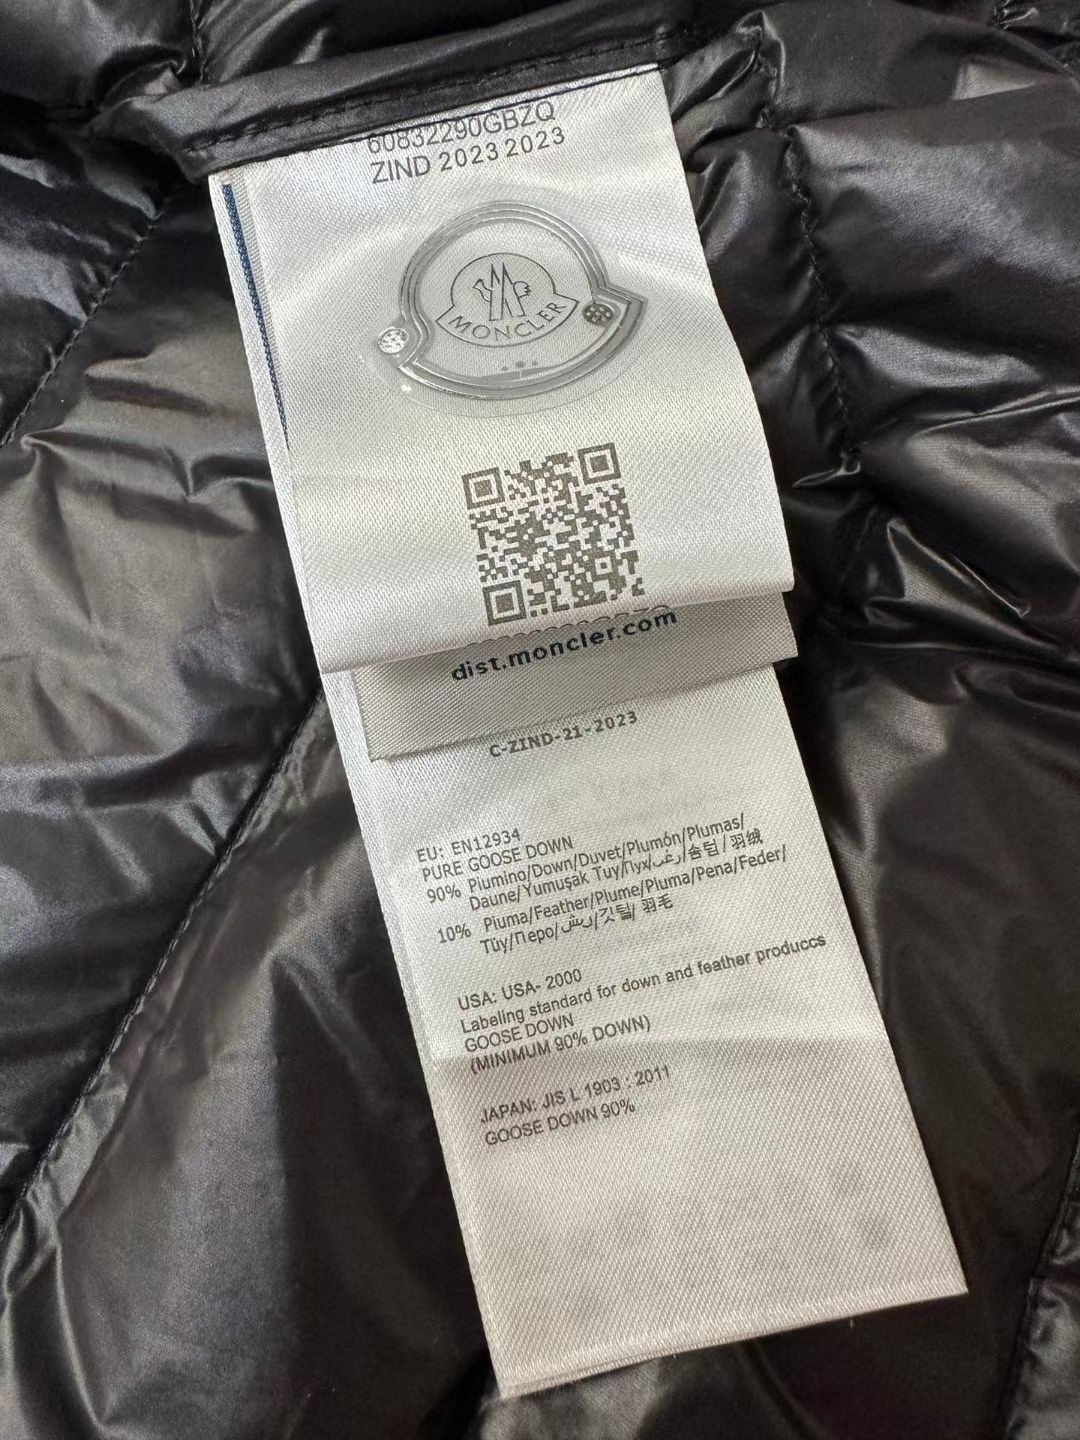 60832290GBZQ
ZIND 2023 2023
MONCLER
dist.moncler.com
C-ZIND-21-2023
EU: EN12934
PURE GOOSE DOWN
90% Piumino/Down/Duvet/Plumón/Plumas/
Daune/Yumuşak Tuy/Пух/زغب/솜털/羽绒
10% Piuma/Feather/Plume/Pluma/Pena/Feder/
Tüy/Перо/ريش/깃털/羽毛
USA: USA- 2000
Labeling standard for down and feather produccs
GOOSE DOWN
(MINIMUM 90% DOWN)
JAPAN: JIS L 1903 : 2011
GOOSE DOWN 90%